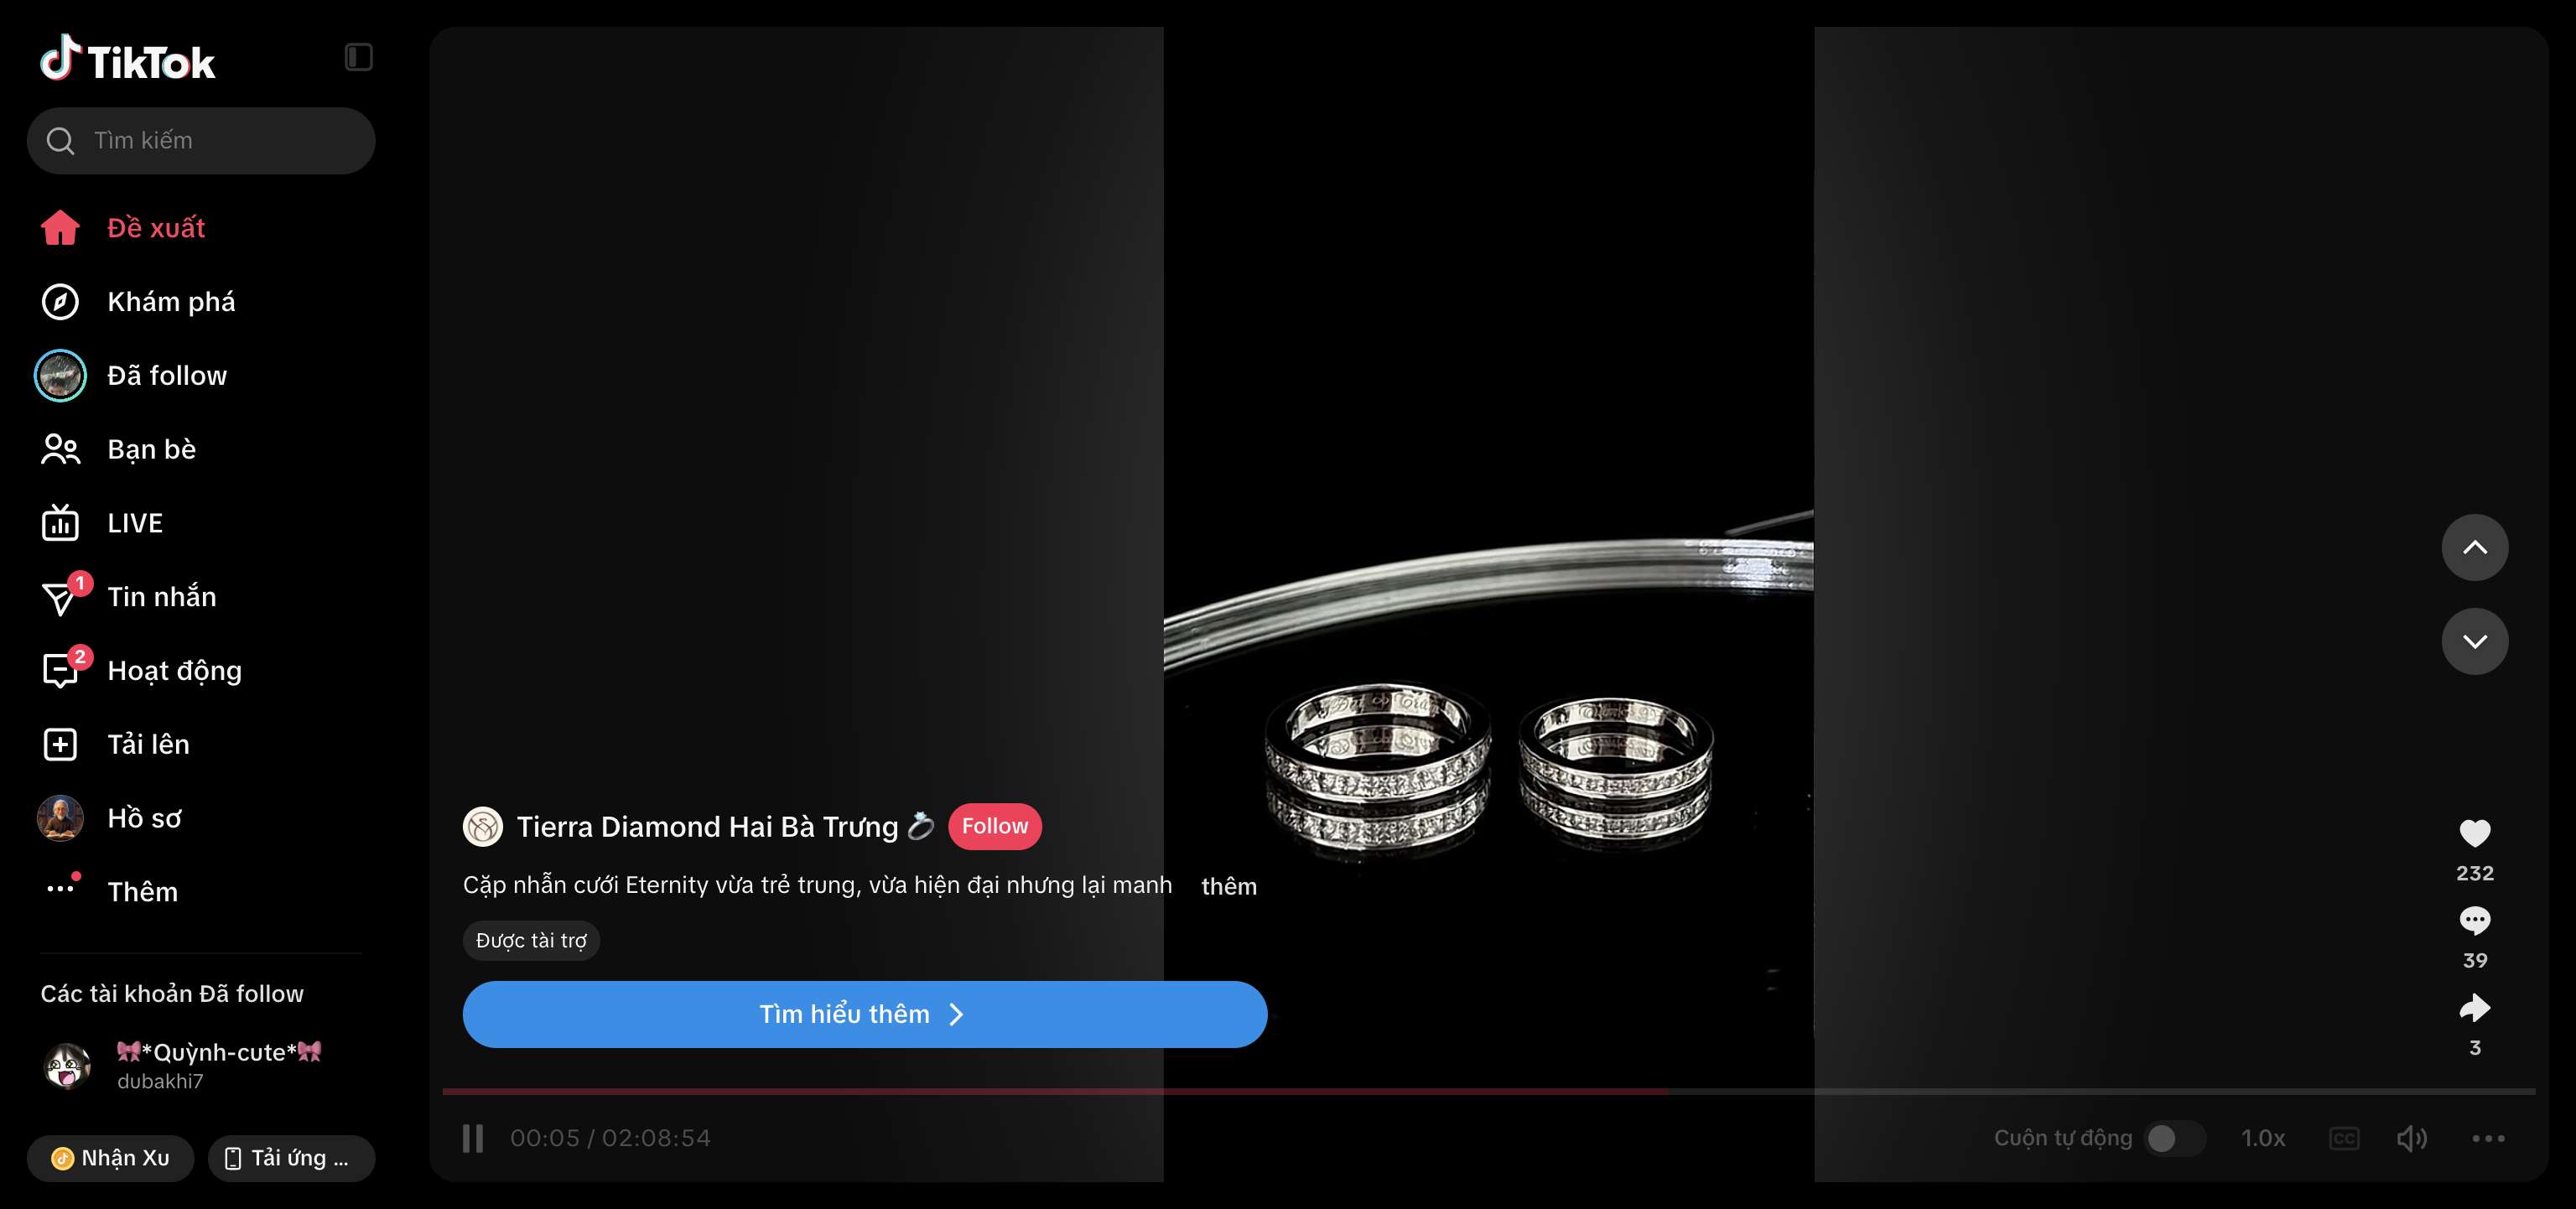 TikTok
Tìm kiếm
Đề xuất
Khám phá
Đã follow
Bạn bè
LIVE
1
Tin nhắn
2
Hoạt động
Tải lên
Hồ sơ
Thêm
Các tài khoản Đã follow
🎀*Quỳnh-cute*🎀
dubakhi7
Nhận Xu
Tải ứng ...
Tierra Diamond Hai Bà Trưng 💍 Follow
Cặp nhẫn cưới Eternity vừa trẻ trung, vừa hiện đại nhưng lại manh thêm
Được tài trợ
Tìm hiểu thêm
232
39
3
00:05 / 02:08:54
Cuộn tự động
1.0x
CC